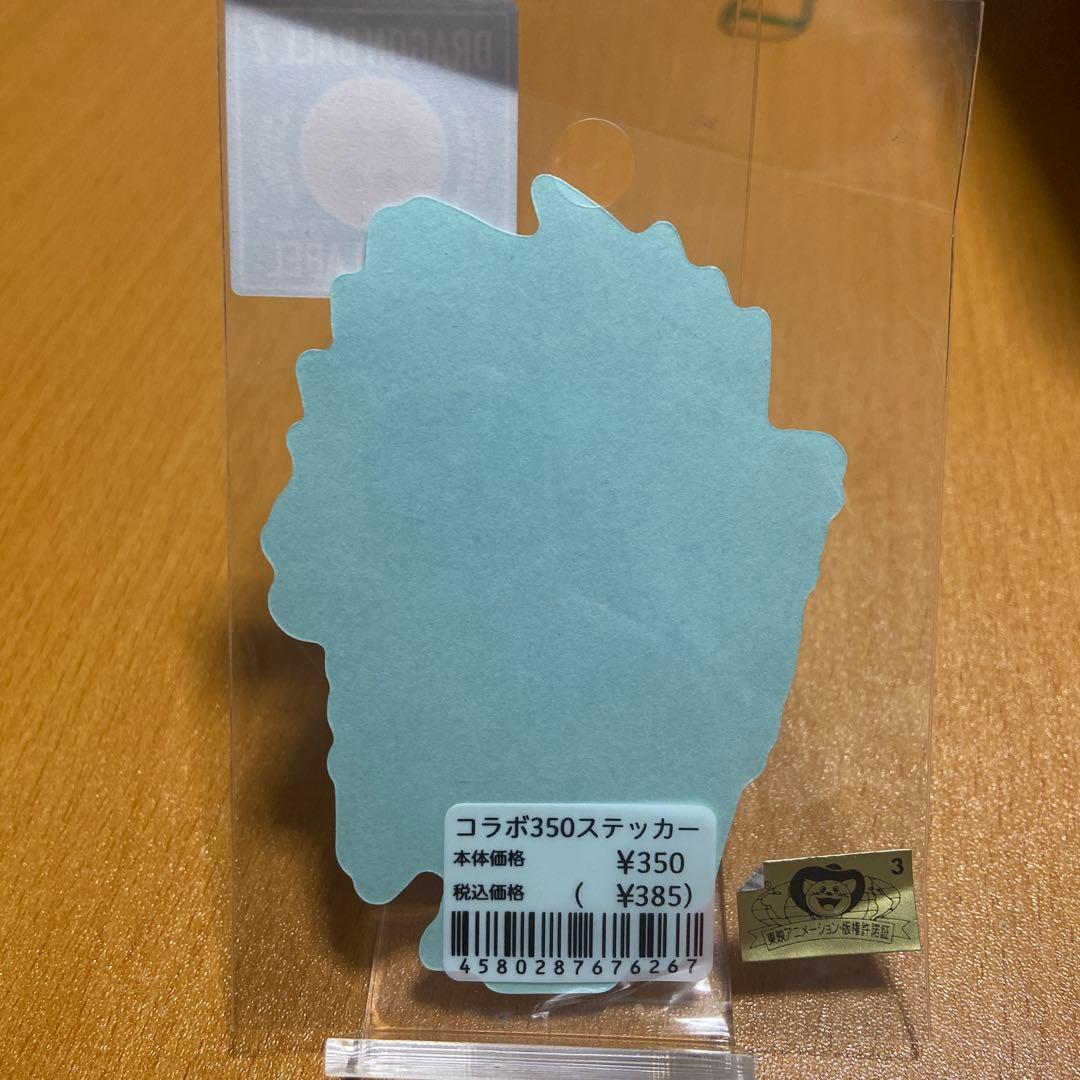 DRAGON BALL Z
LABEL
コラボ350ステッカー
本体価格 ¥350
税込価格 ( ¥385)
4580287676267
3
東映アニメーション・版権許諾証